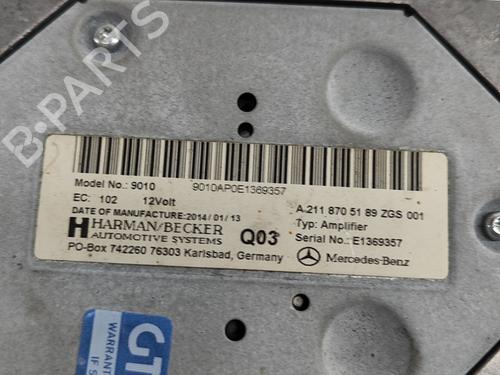 B-PARTS
Model No.: 9010
9010AP0E1369357
EC: 102 12Volt
A 211 870 51 89 ZGS 001
DATE OF MANUFACTURE: 2014 / 01 / 13
Typ: Amplifier
HARMAN/BECKER
AUTOMOTIVE SYSTEMS
Q03
Serial No.: E1369357
PO-Box 742260 76303 Karlsbad, Germany
Mercedes-Benz
WARRANT
IF S
GT